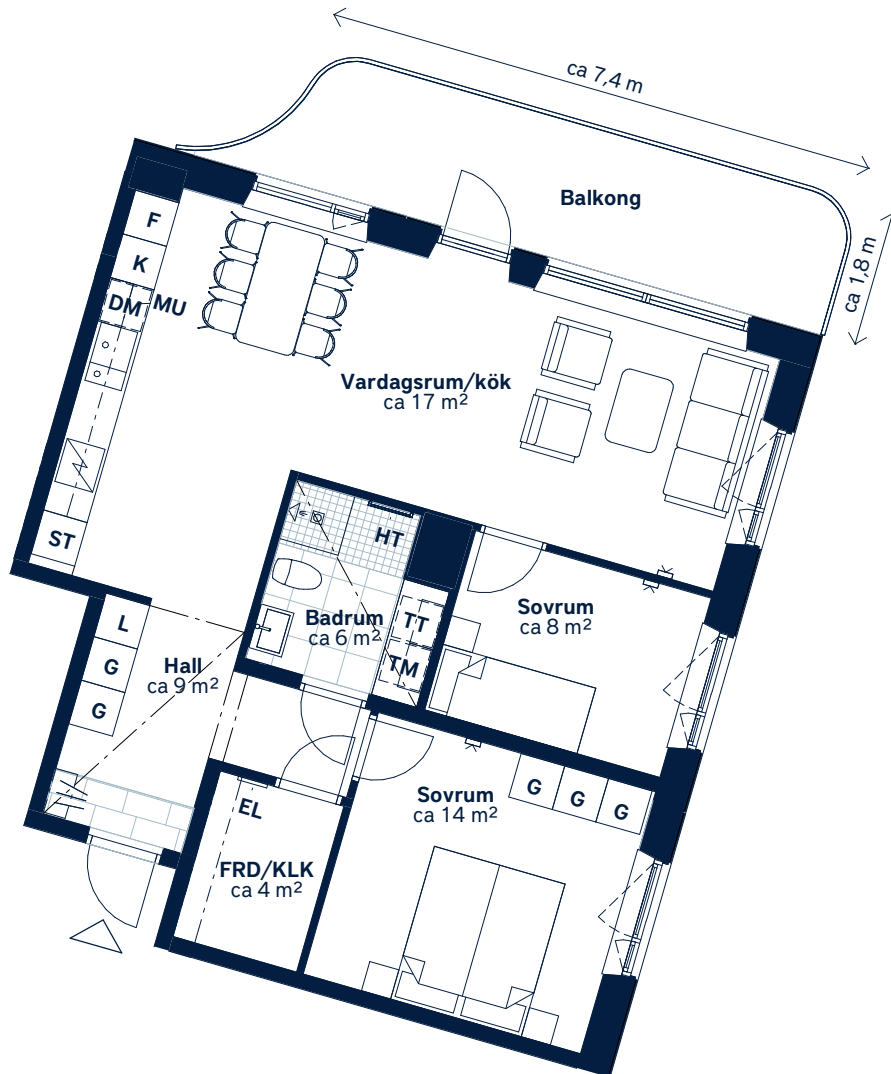 ca 7,4 m
Balkong
ca 1,8 m
F
K
DM
MU
Vardagsrum/kök
ca 17 m²
ST
HT
Badrum
ca 6 m²
TT
TM
Sovrum
ca 8 m²
L
G
G
Hall
ca 9 m²
Sovrum
ca 14 m²
G
G
G
EL
FRD/KLK
ca 4 m²